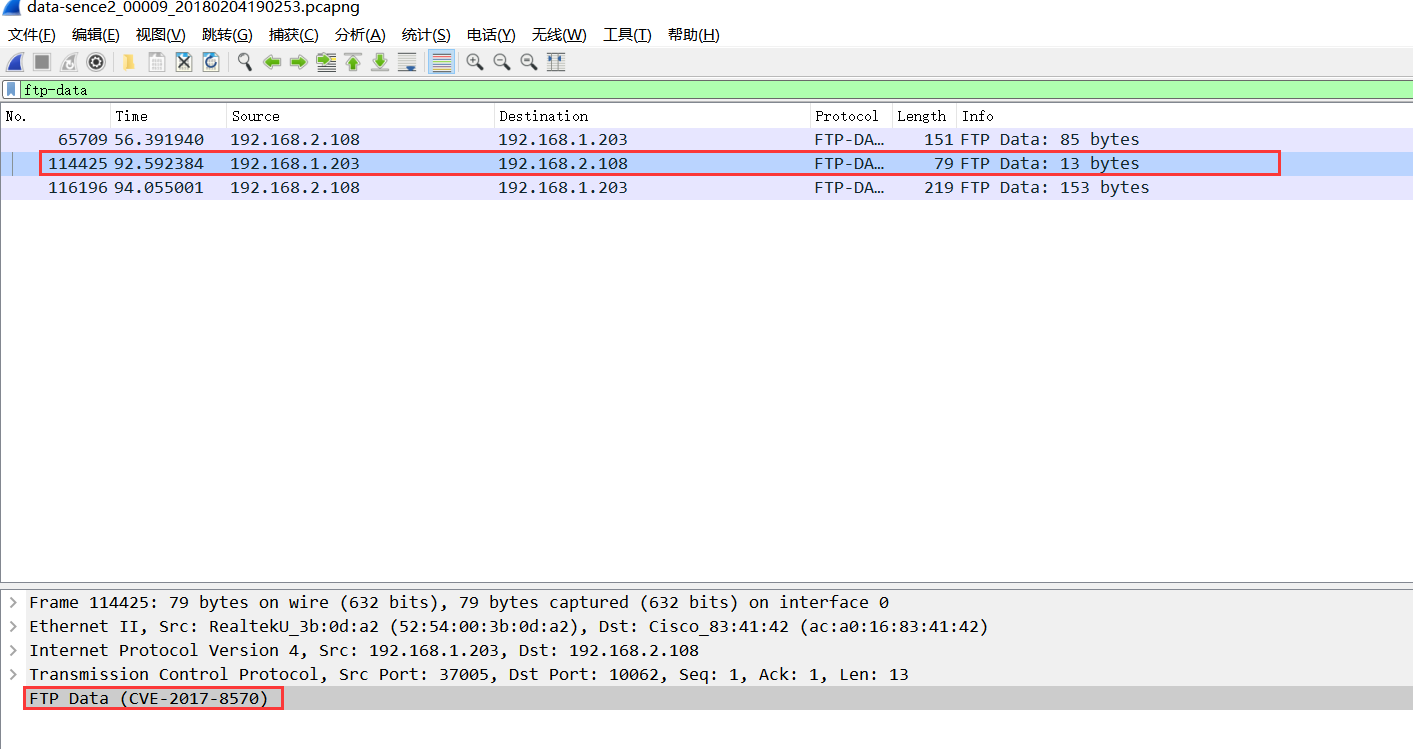 data-sence2_00009_20180204190253.pcapng
文件(F) 编辑(E) 视图(V) 跳转(G) 捕获(C) 分析(A) 统计(S) 电话(Y) 无线(W) 工具(T) 帮助(H)
ftp-data
No. Time Source Destination Protocol Length Info
65709 56.391940 192.168.2.108 192.168.1.203 FTP-DA… 151 FTP Data: 85 bytes
114425 92.592384 192.168.1.203 192.168.2.108 FTP-DA… 79 FTP Data: 13 bytes
116196 94.055001 192.168.2.108 192.168.1.203 FTP-DA… 219 FTP Data: 153 bytes
Frame 114425: 79 bytes on wire (632 bits), 79 bytes captured (632 bits) on interface 0
Ethernet II, Src: RealtekU_3b:0d:a2 (52:54:00:3b:0d:a2), Dst: Cisco_83:41:42 (ac:a0:16:83:41:42)
Internet Protocol Version 4, Src: 192.168.1.203, Dst: 192.168.2.108
Transmission Control Protocol, Src Port: 37005, Dst Port: 10062, Seq: 1, Ack: 1, Len: 13
FTP Data (CVE-2017-8570)